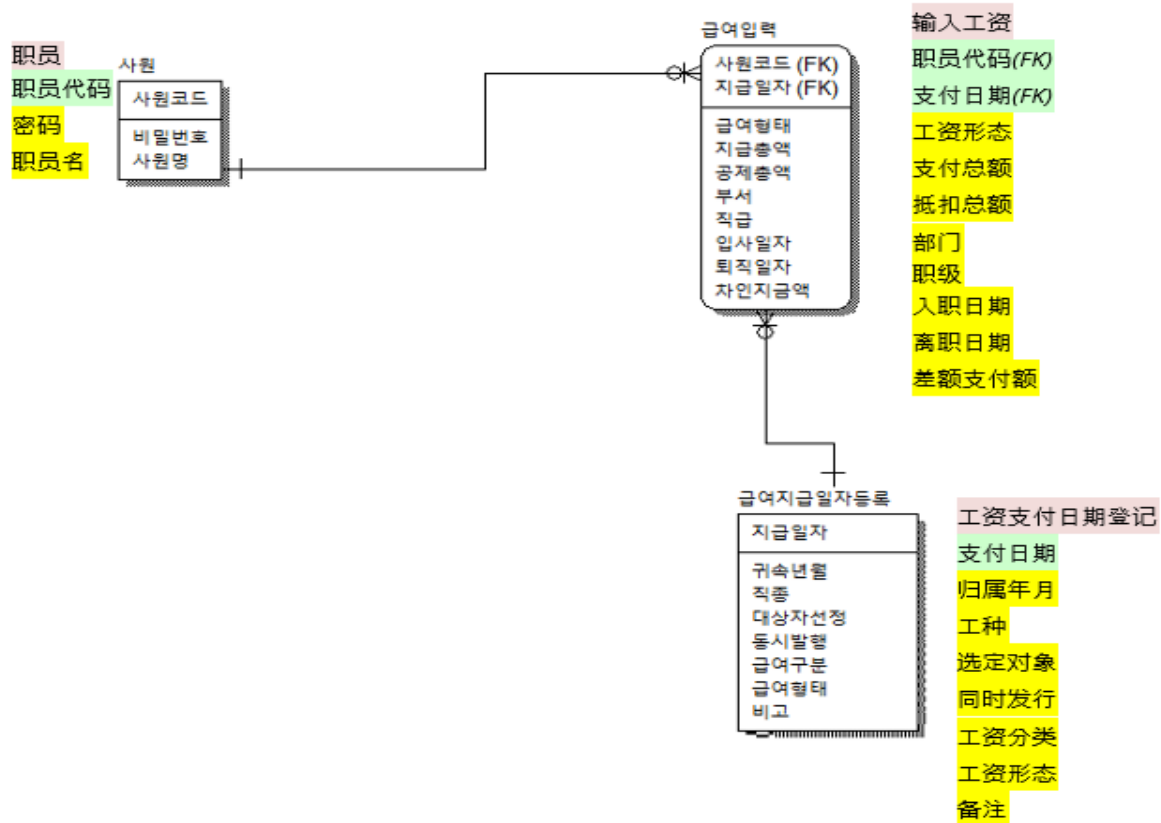 职员
职员代码
密码
职员名
사원
사원코드
비밀번호
사원명
급여입력
사원코드 (FK)
지급일자 (FK)
급여형태
지급총액
공제총액
부서
직급
입사일자
퇴직일자
차인지금액
输入工资
职员代码(FK)
支付日期(FK)
工资形态
支付总额
抵扣总额
部门
职级
入职日期
离职日期
差额支付额
급여지급일자등록
지급일자
귀속년월
직종
대상자선정
동시발행
급여구분
급여형태
비고
工资支付日期登记
支付日期
归属年月
工种
选定对象
同时发行
工资分类
工资形态
备注